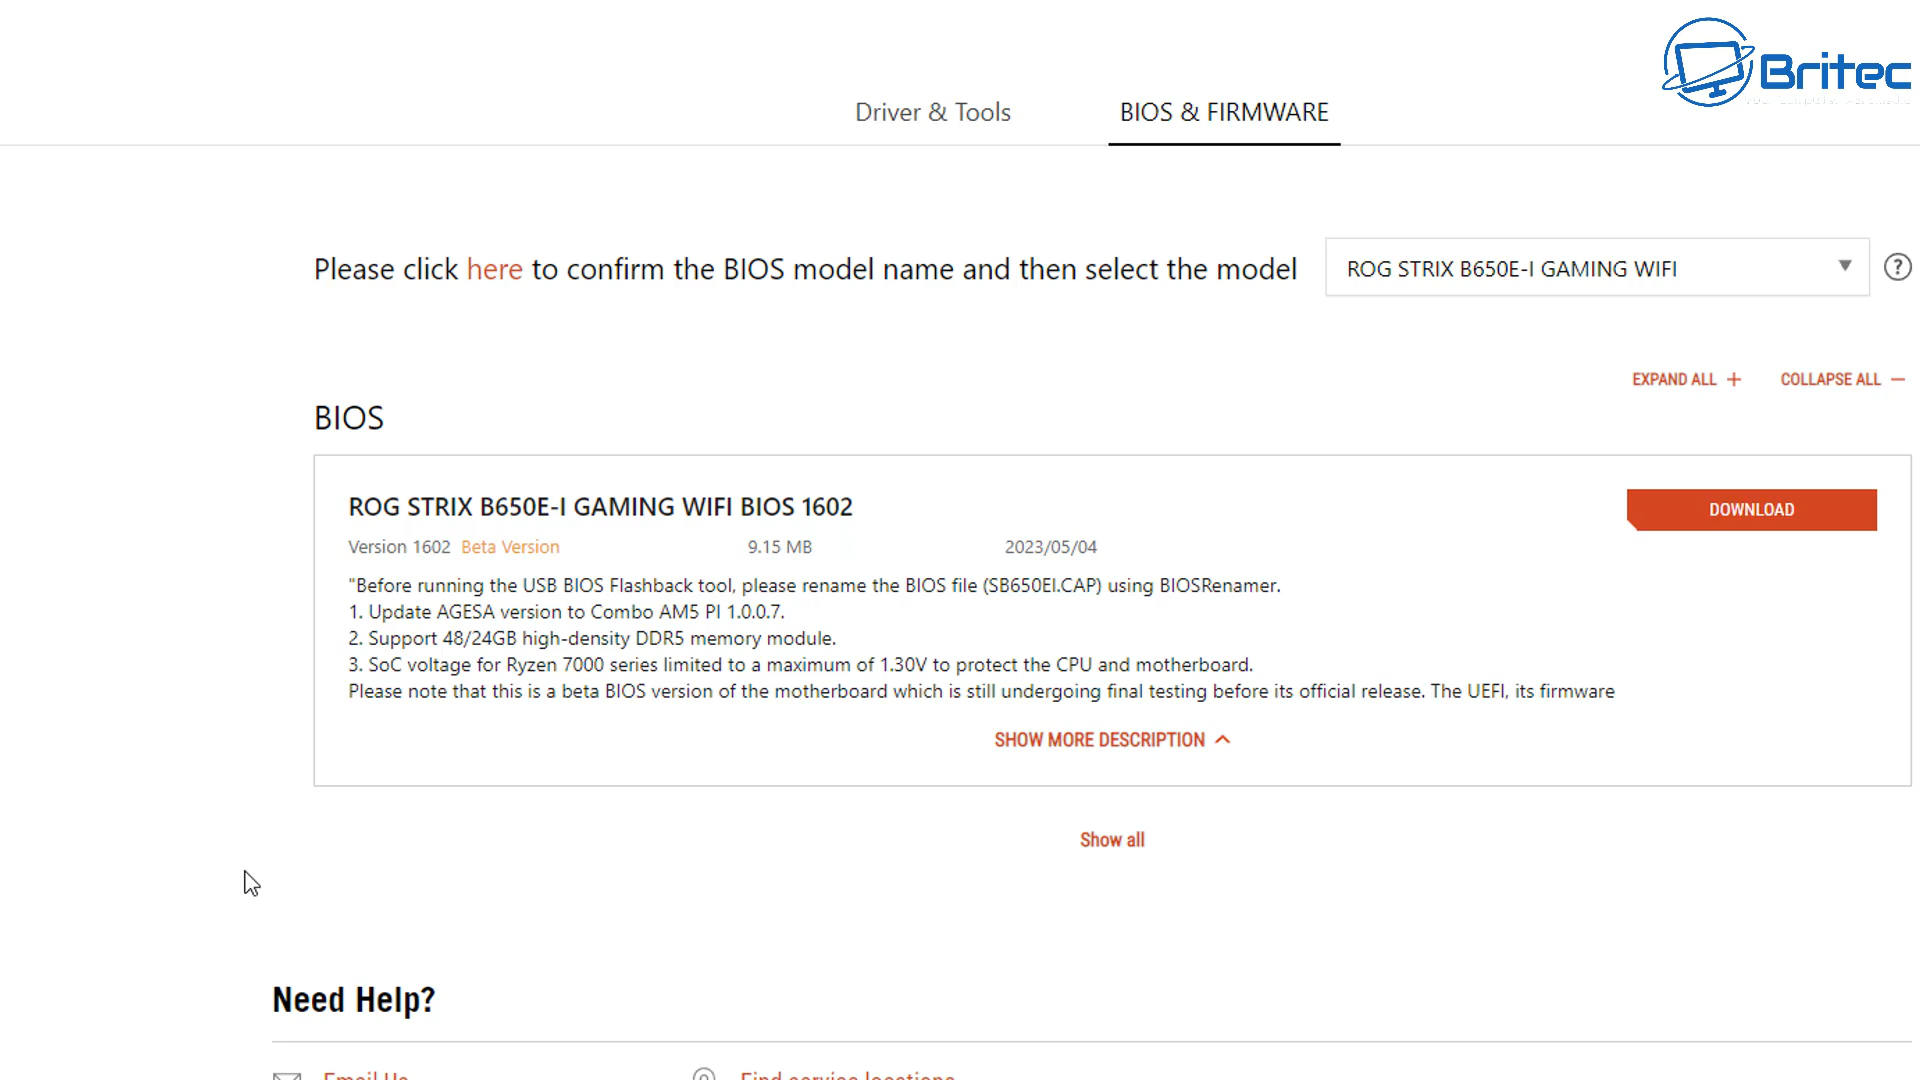 Britec
Driver & Tools
BIOS & FIRMWARE
Please click here to confirm the BIOS model name and then select the model
ROG STRIX B650E-I GAMING WIFI
?
EXPAND ALL +
COLLAPSE ALL −
BIOS
ROG STRIX B650E-I GAMING WIFI BIOS 1602
DOWNLOAD
Version 1602 Beta Version
9.15 MB
2023/05/04
"Before running the USB BIOS Flashback tool, please rename the BIOS file (SB650EI.CAP) using BIOSRenamer.
1. Update AGESA version to Combo AM5 PI 1.0.0.7.
2. Support 48/24GB high-density DDR5 memory module.
3. SoC voltage for Ryzen 7000 series limited to a maximum of 1.30V to protect the CPU and motherboard.
Please note that this is a beta BIOS version of the motherboard which is still undergoing final testing before its official release. The UEFI, its firmware
SHOW MORE DESCRIPTION
Show all
Need Help?
Email Us
Find service locations